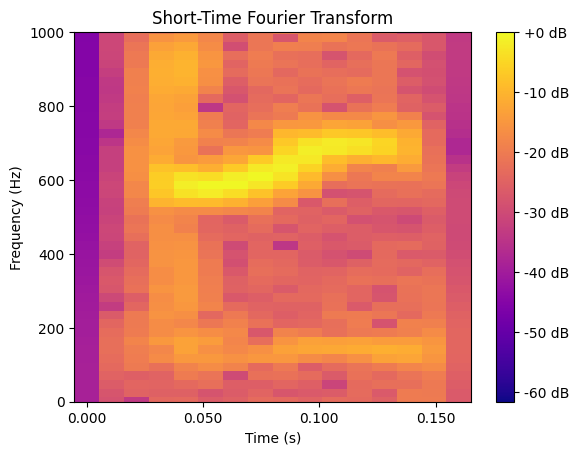 Short-Time Fourier Transform
1000
800
600
400
200
0
Frequency (Hz)
0.000
0.050
0.100
0.150
Time (s)
+0 dB
-10 dB
-20 dB
-30 dB
-40 dB
-50 dB
-60 dB